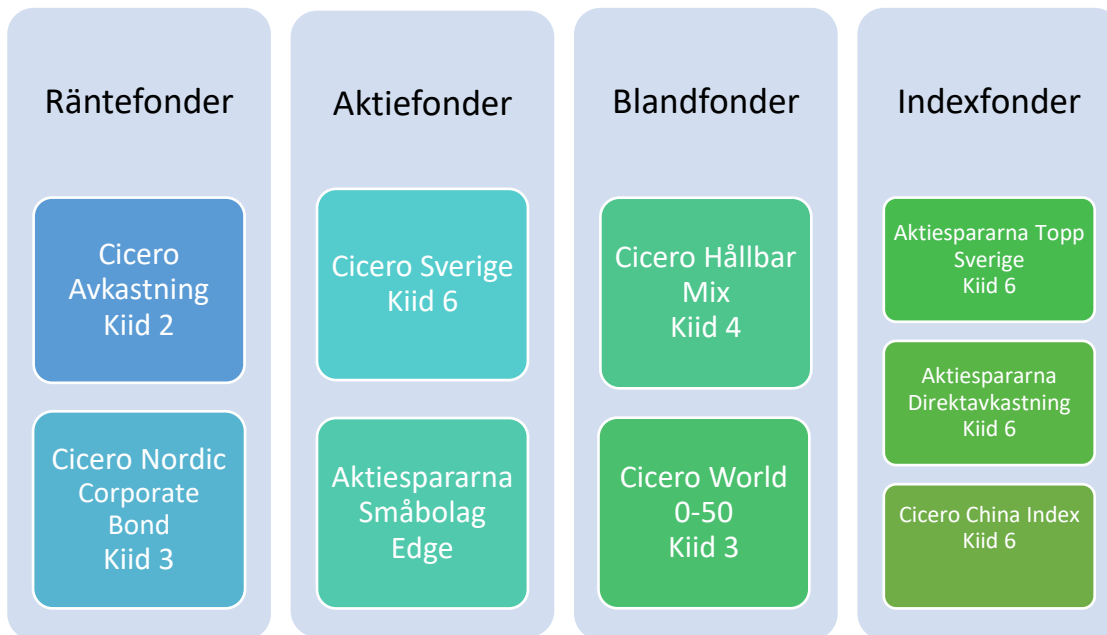 Räntefonder
Cicero
Avkastning
Kiid 2
Cicero Nordic
Corporate
Bond
Kiid 3
Aktiefonder
Cicero Sverige
Kiid 6
Aktiespararna
Småbolag
Edge
Blandfonder
Cicero Hållbar
Mix
Kiid 4
Cicero World
0-50
Kiid 3
Indexfonder
Aktiespararna Topp
Sverige
Kiid 6
Aktiespararna
Direktavkastning
Kiid 6
Cicero China Index
Kiid 6